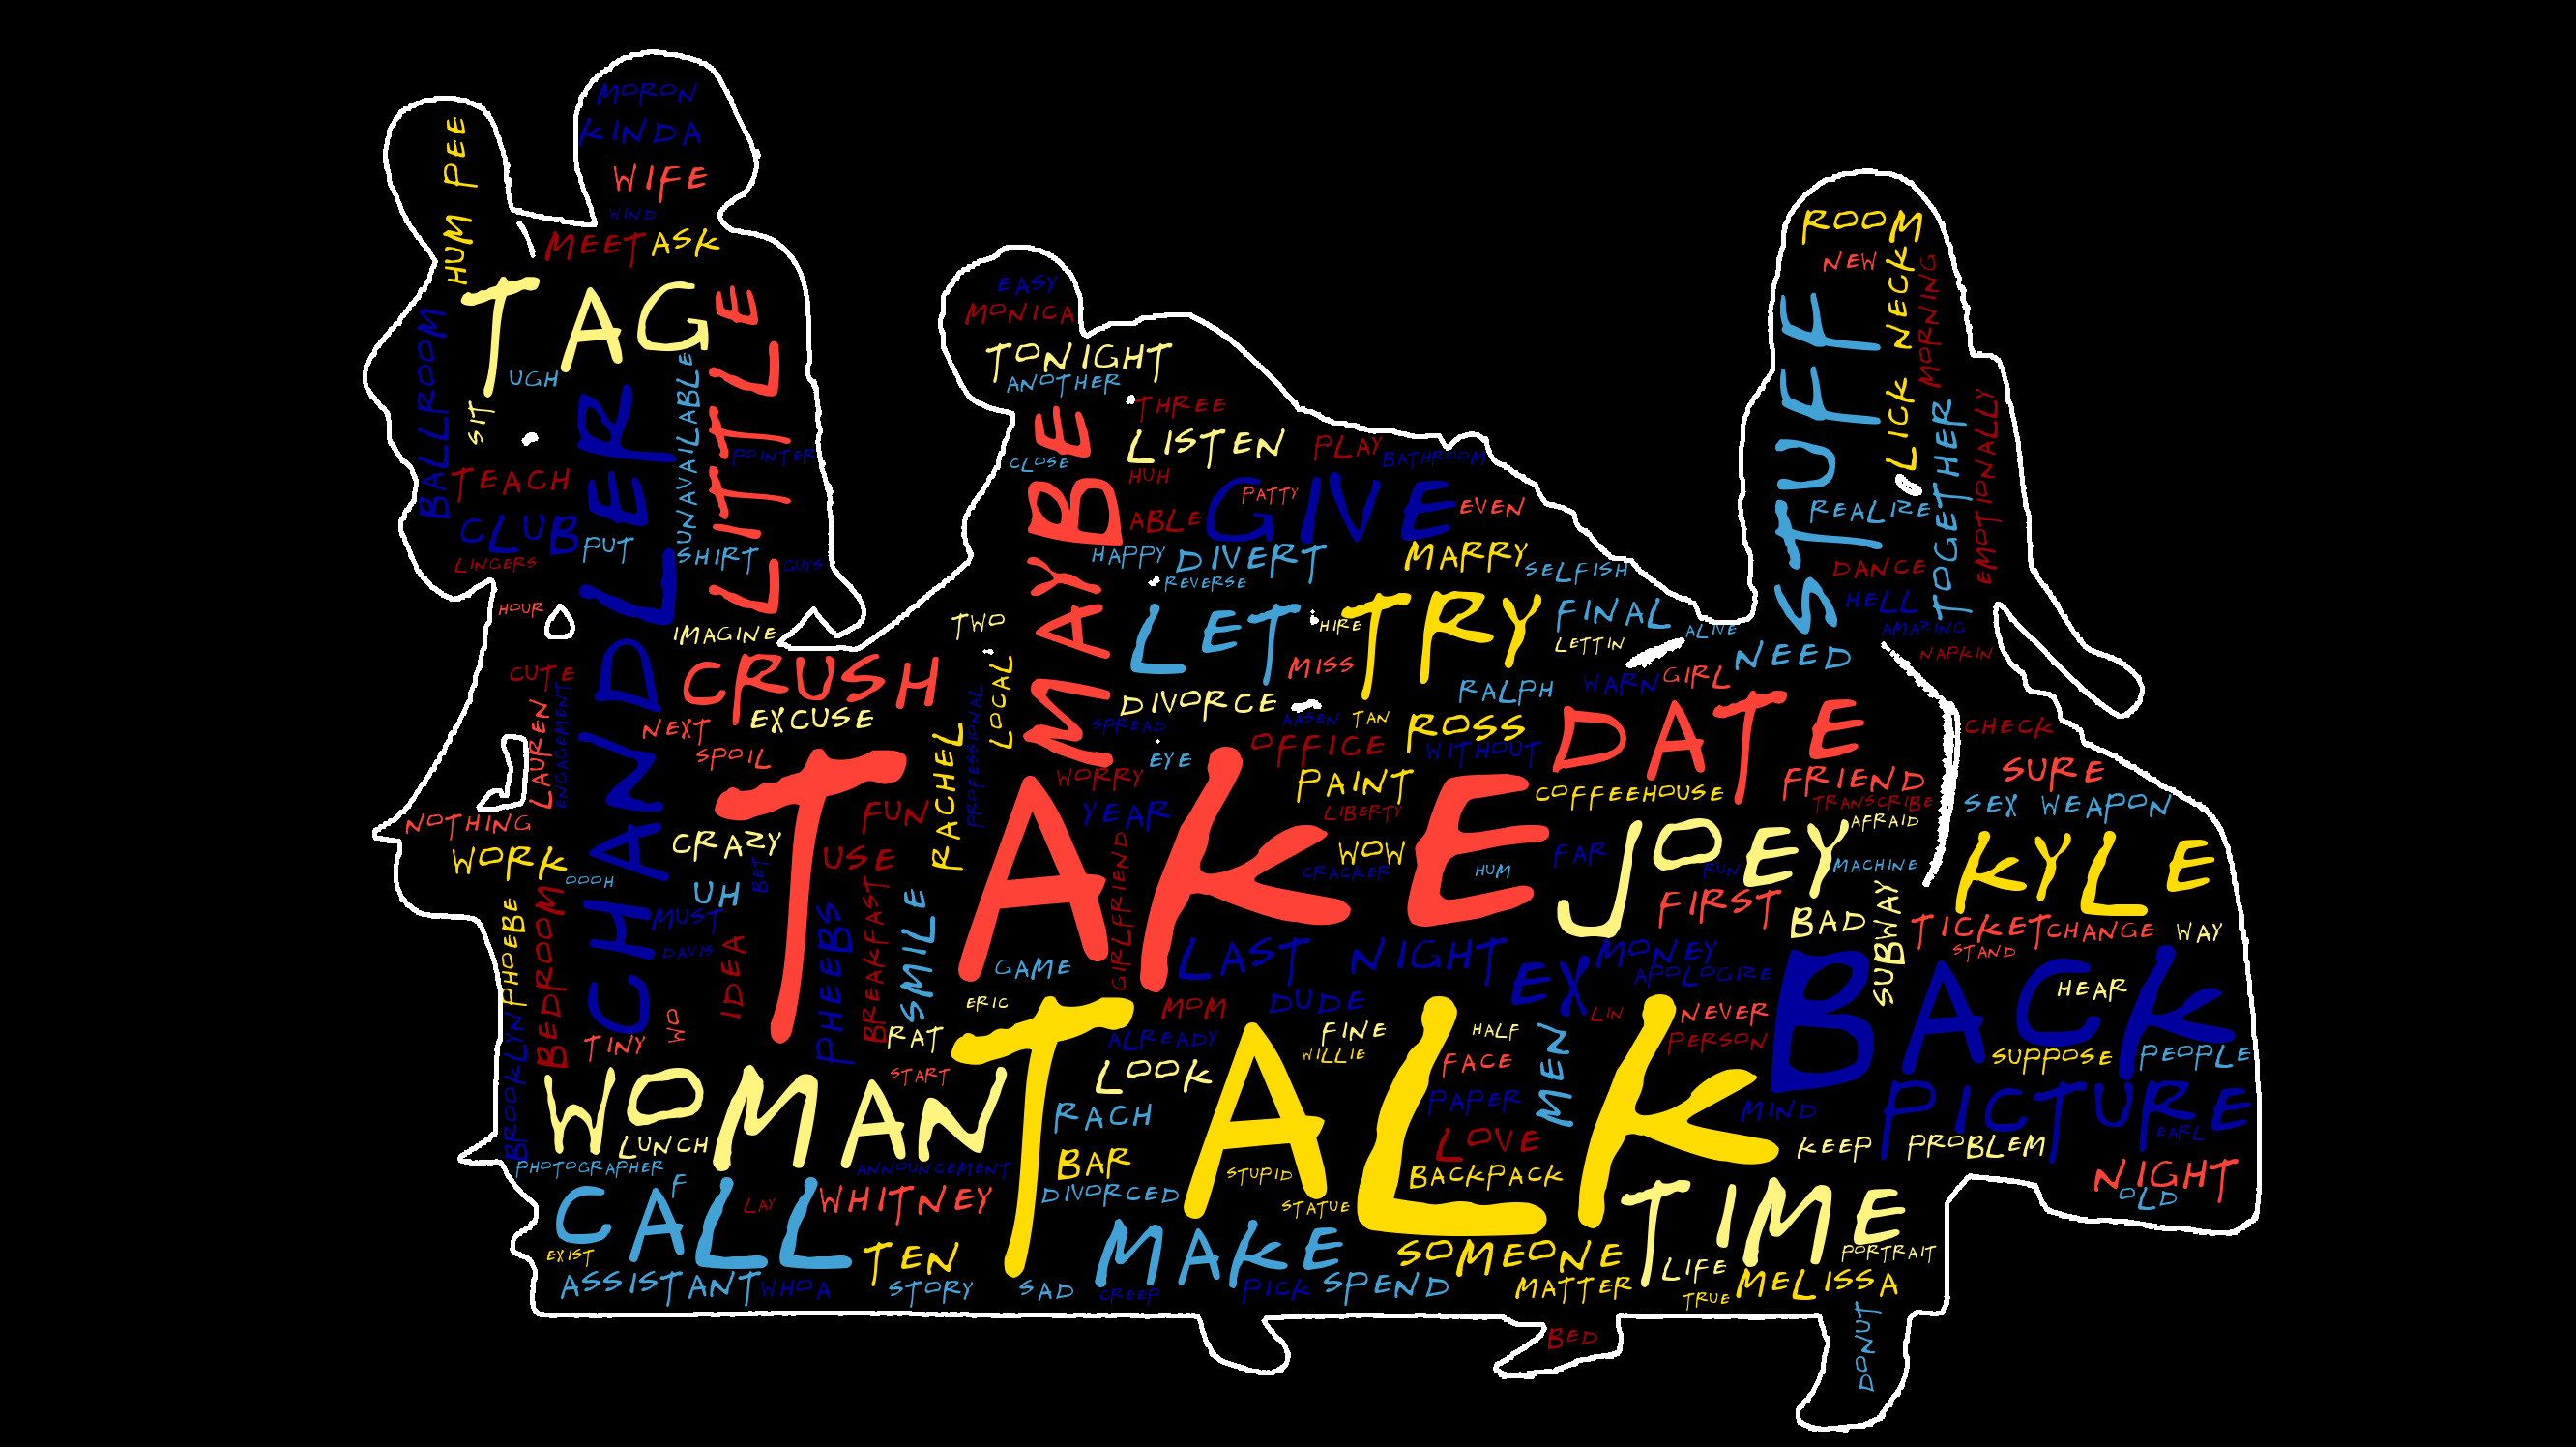 MORON
KINDA
WIFE
WIND
MEET
ASK
HUM PEE
TAG
UGH
SIT
BALLROOM
TEACH
CLUB
LINGERS
PUT
SHIRT
UNAVAILABLE
LITTLE
POINTER
GUYS
CHANDLER
HOUR
IMAGINE
CUTE
CRUSH
EXCUSE
NEXT
SPOIL
LAUREN
ENGAGEMENT
NOTHING
WORK
OOOH
CRAZY
UH
BET
MUST
DAVIS
IDEA
PHOEBE
BEDROOM
BROOKLYN
TINY
WO
EASY
MONICA
TONIGHT
ANOTHER
THREE
MAYBE
CLOSE
LISTEN
PLAY
BATHROOM
HUH
PATTY
GIVE
EVEN
ABLE
HAPPY
DIVERT
REVERSE
MARRY
SELFISH
TWO
LOCAL
PROFESSIONAL
RACHEL
LET
HIRE
TRY
FINAL
LETTIN
ALIVE
MISS
RALPH
WARN
GIRL
NEED
DIVORCE
SPREAD
AASEN
TAN
ROSS
WITHOUT
OFFICE
EYE
WORRY
PAINT
LIBERTY
YEAR
ROOM
NEW
LICK NECK
MORNING
STUFF
REALIZE
TOGETHER
EMOTIONALLY
DANCE
HELL
AMAZING
NAPKIN
DATE
FRIEND
COFFEEHOUSE
TRANSCRIBE
CHECK
SURE
SEX WEAPON
TAKE
FUN
USE
PHEEBS
BREAKFAST
SMILE
GIRLFRIEND
WOW
CRACKER
HUM
FAR
JOEY
AFRAID
RUN
MACHINE
KYLE
FIRST
BAD
SUBWAY
TICKET
CHANGE
WAY
STAND
GAME
LAST NIGHT
EX
MONEY
APOLOGIZE
BACK
HEAR
ERIC
MOM
DUDE
LIN
NEVER
PERSON
RAT
START
ALREADY
FINE
WILLIE
HALF
FACE
MEN
SUPPOSE
PEOPLE
WOMAN
LUNCH
TALK
LOOK
RACH
PAPER
LOVE
MIND
PICTURE
EARL
PHOTOGRAPHER
ANNOUNCEMENT
BAR
STUPID
BACKPACK
KEEP
PROBLEM
NIGHT
OLD
CALL
F
LAY
WHITNEY
DIVORCED
STATUE
TIME
PORTRAIT
EXIST
TEN
MAKE
SOMEONE
LIFE
ASSISTANT
WHOA
STORY
SAD
CREEP
PICK
SPEND
MATTER
TRUE
MELISSA
BED
DONUT